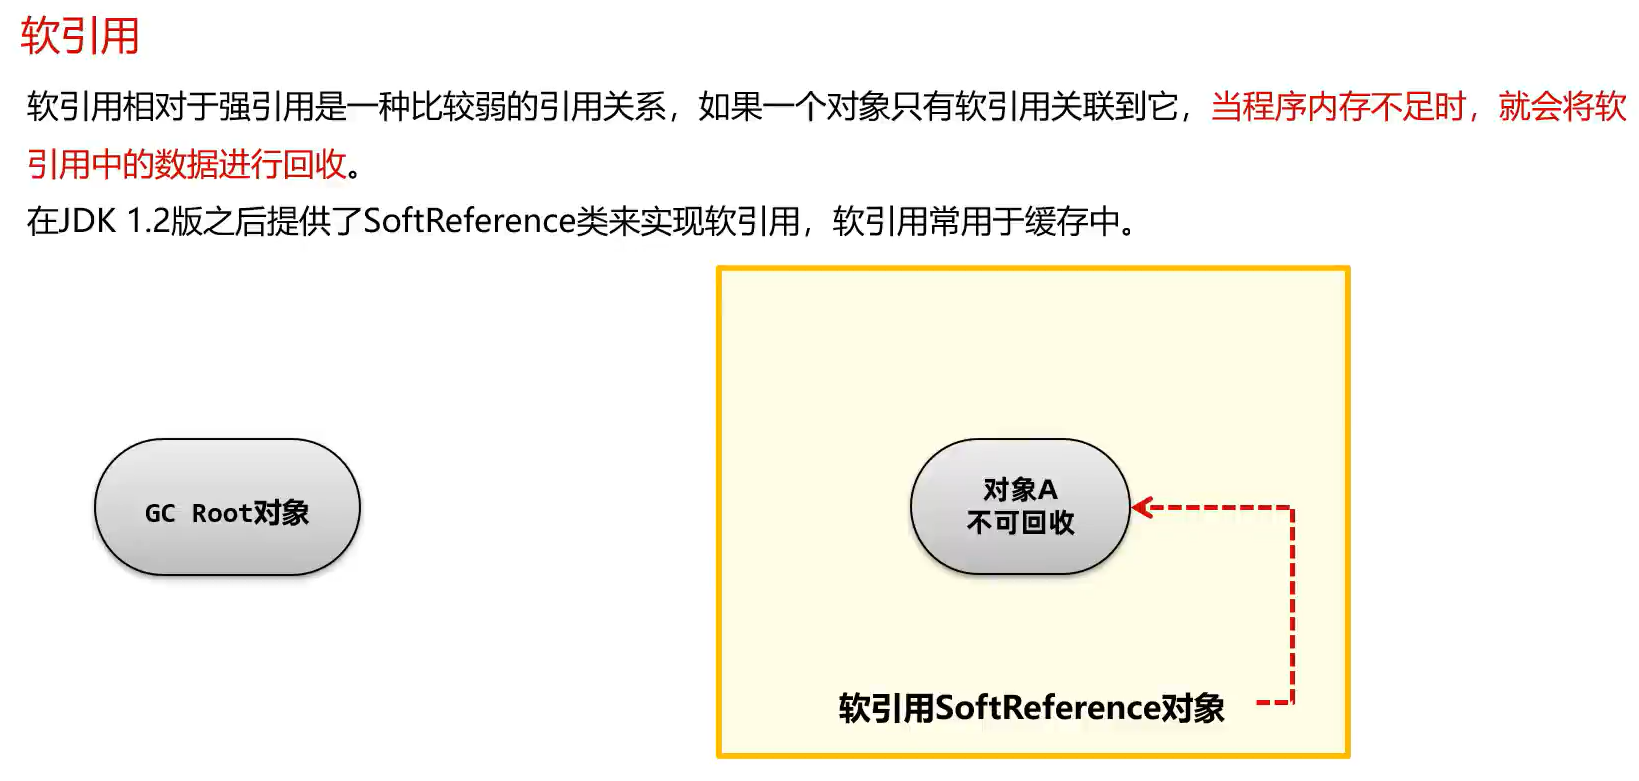 软引用
软引用相对于强引用是一种比较弱的引用关系，如果一个对象只有软引用关联到它，当程序内存不足时，就会将软
引用中的数据进行回收。
在JDK 1.2版之后提供了SoftReference类来实现软引用，软引用常用于缓存中。
GC Root对象
对象A
不可回收
软引用SoftReference对象